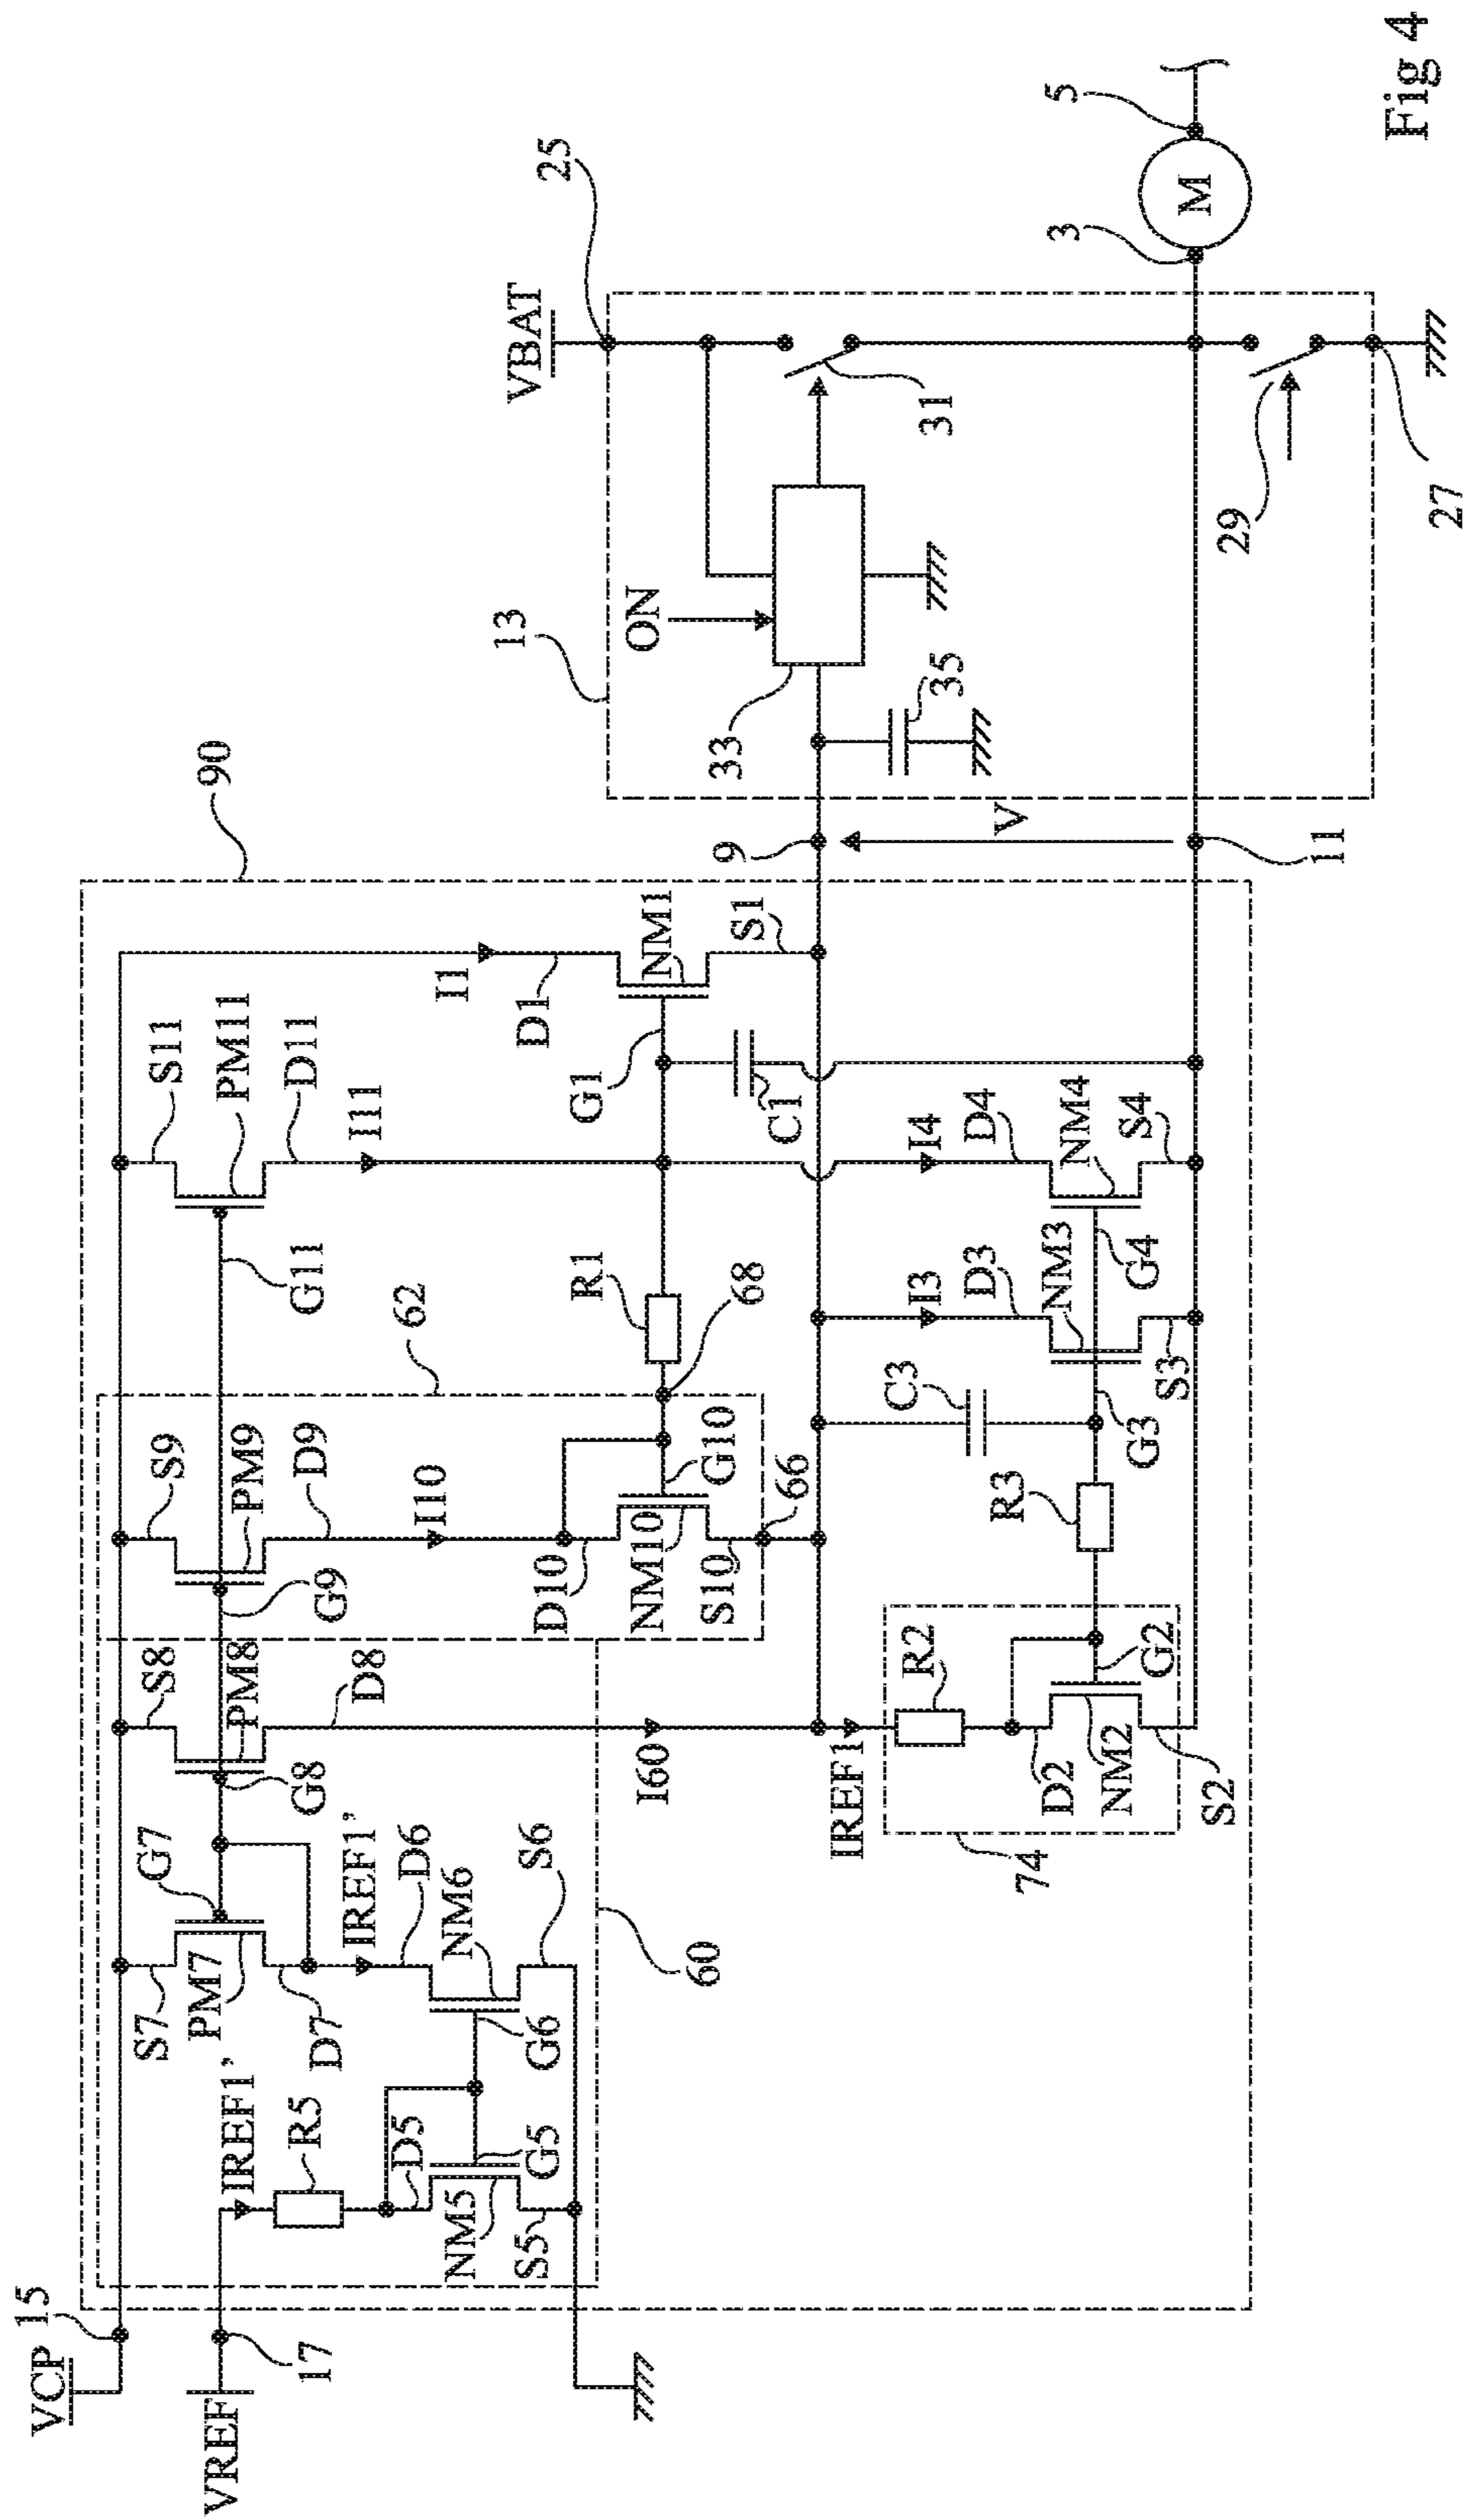 VCP
15
VREF
17
IREF1'
R5
D5
NM5
G5
S5
S7
PM7
G7
D7
IREF1'
D6
NM6
G6
S6
60
S8
PM8
G8
D8
I60
S9
PM9
G9
D9
I10
D10
NM10
G10
S10
66
62
68
R1
G11
S11
PM11
D11
I11
G1
C1
I1
D1
NM1
S1
90
IREF1
R2
D2
NM2
G2
S2
74
R3
C3
G3
I3
D3
NM3
S3
I4
D4
NM4
G4
S4
9
V
11
13
ON
33
35
VBAT
25
31
29
27
3
M
5
Fig 4